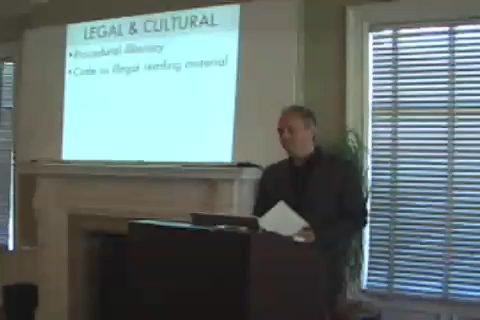 LEGAL & CULTURAL
• Procedural illiteracy
• Code as illegal reading material